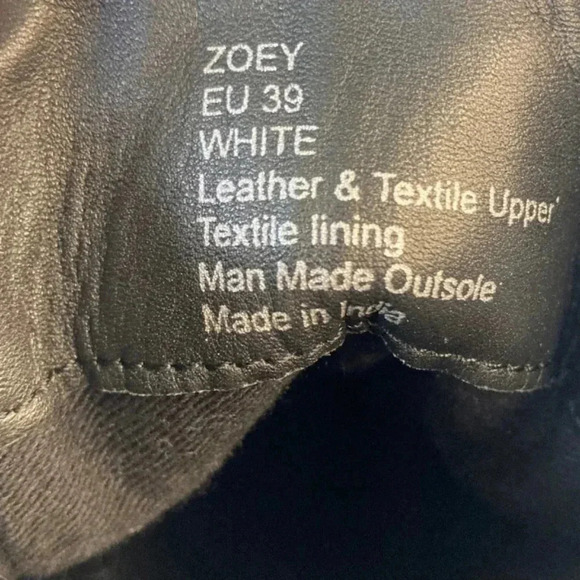 ZOEY
EU 39
WHITE
Leather & Textile Upper
Textile lining
Man Made Outsole
Made in India